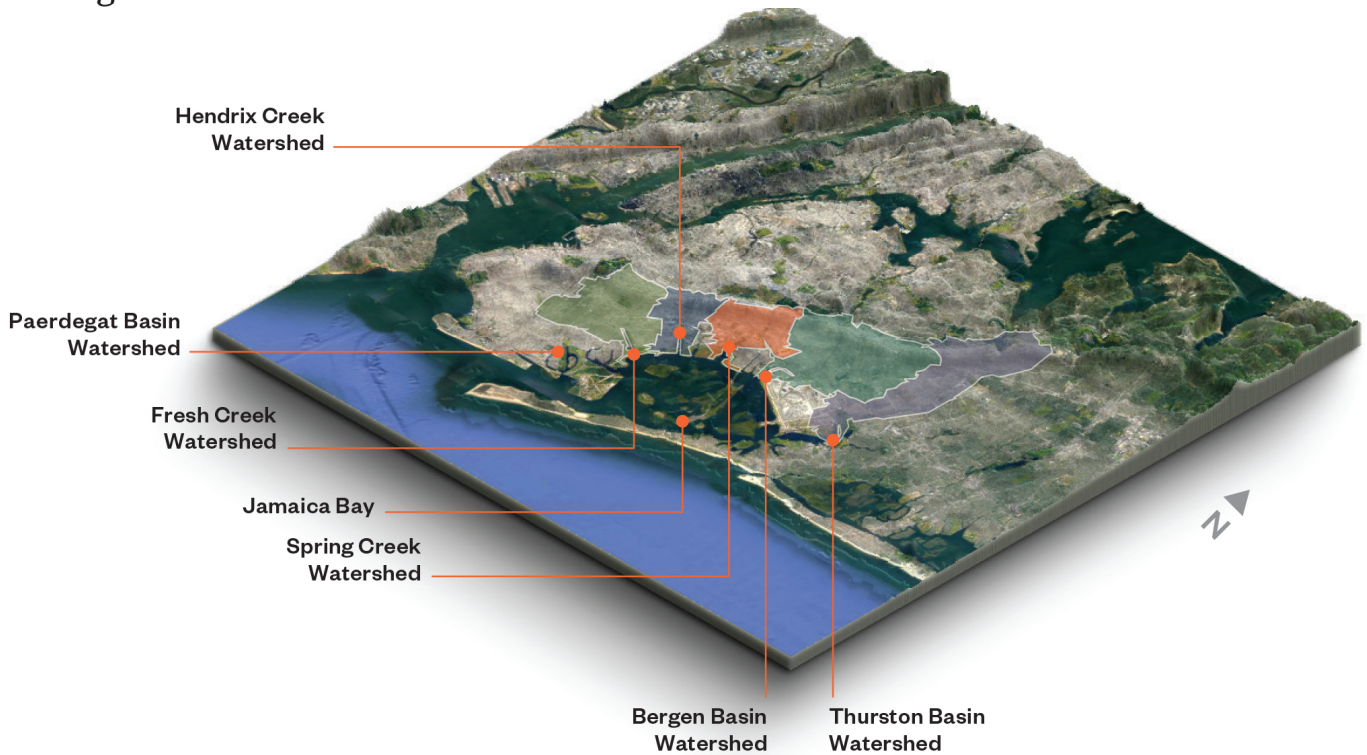 Hendrix Creek
Watershed
Paerdegat Basin
Watershed
Fresh Creek
Watershed
Jamaica Bay
Spring Creek
Watershed
N
Bergen Basin
Watershed
Thurston Basin
Watershed